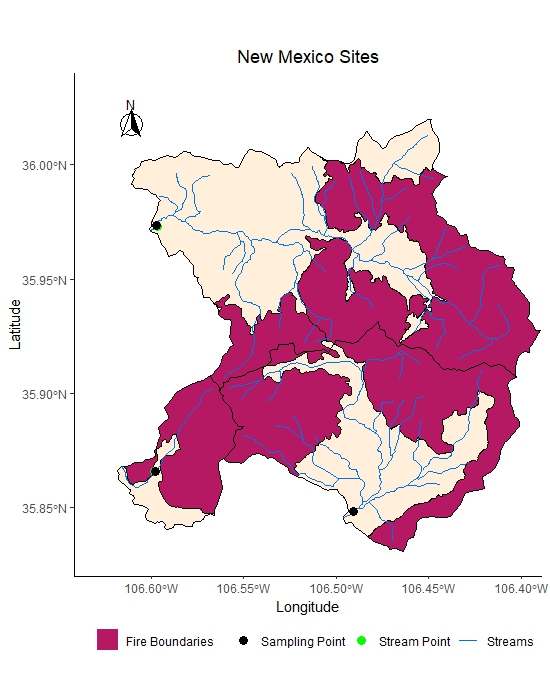 New Mexico Sites
N
36.00°N
35.95°N
35.90°N
35.85°N
Latitude
106.60°W 106.55°W 106.50°W 106.45°W 106.40°W
Longitude
Fire Boundaries Sampling Point Stream Point Streams